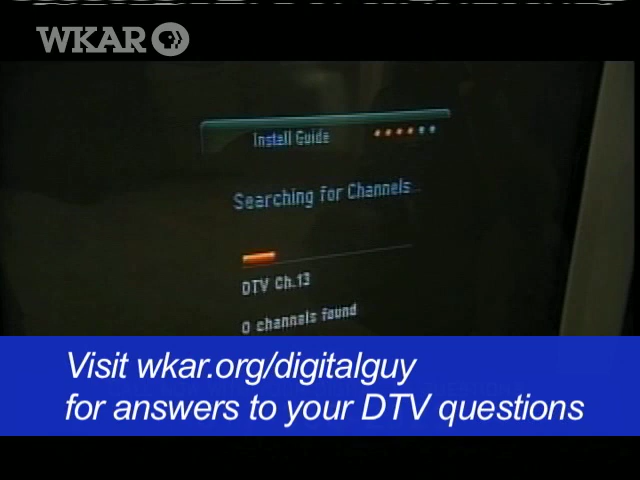 WKAR
Install Guide
Searching for Channels...
DTV Ch.13
0 channels found
Visit wkar.org/digitalguy
for answers to your DTV questions